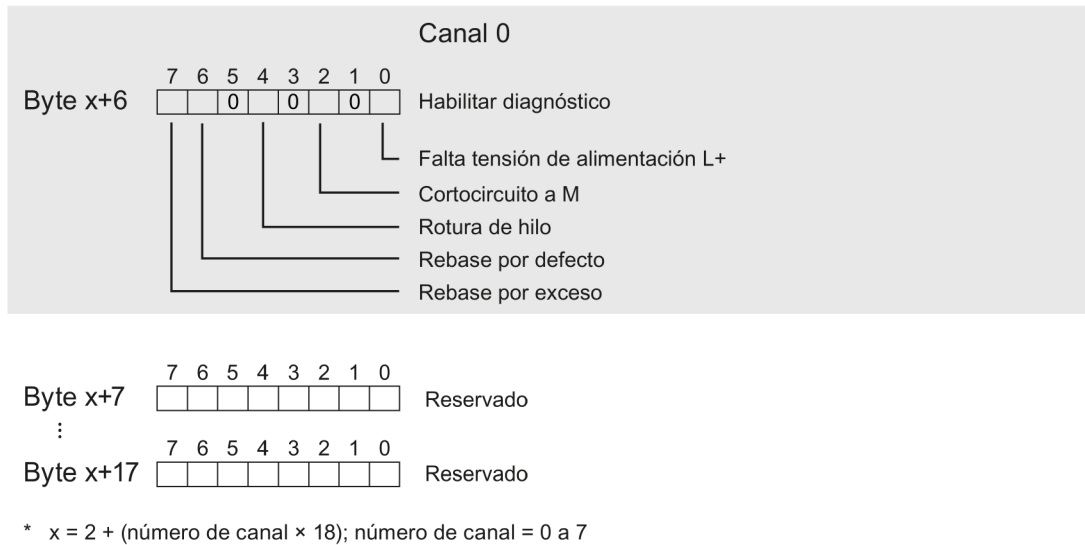 Canal 0
7 6 5 4 3 2 1 0
Byte x+6 0 0 0 Habilitar diagnóstico
Falta tensión de alimentación L+
Cortocircuito a M
Rotura de hilo
Rebase por defecto
Rebase por exceso
7 6 5 4 3 2 1 0
Byte x+7 Reservado
⋮
7 6 5 4 3 2 1 0
Byte x+17 Reservado
* x = 2 + (número de canal × 18); número de canal = 0 a 7